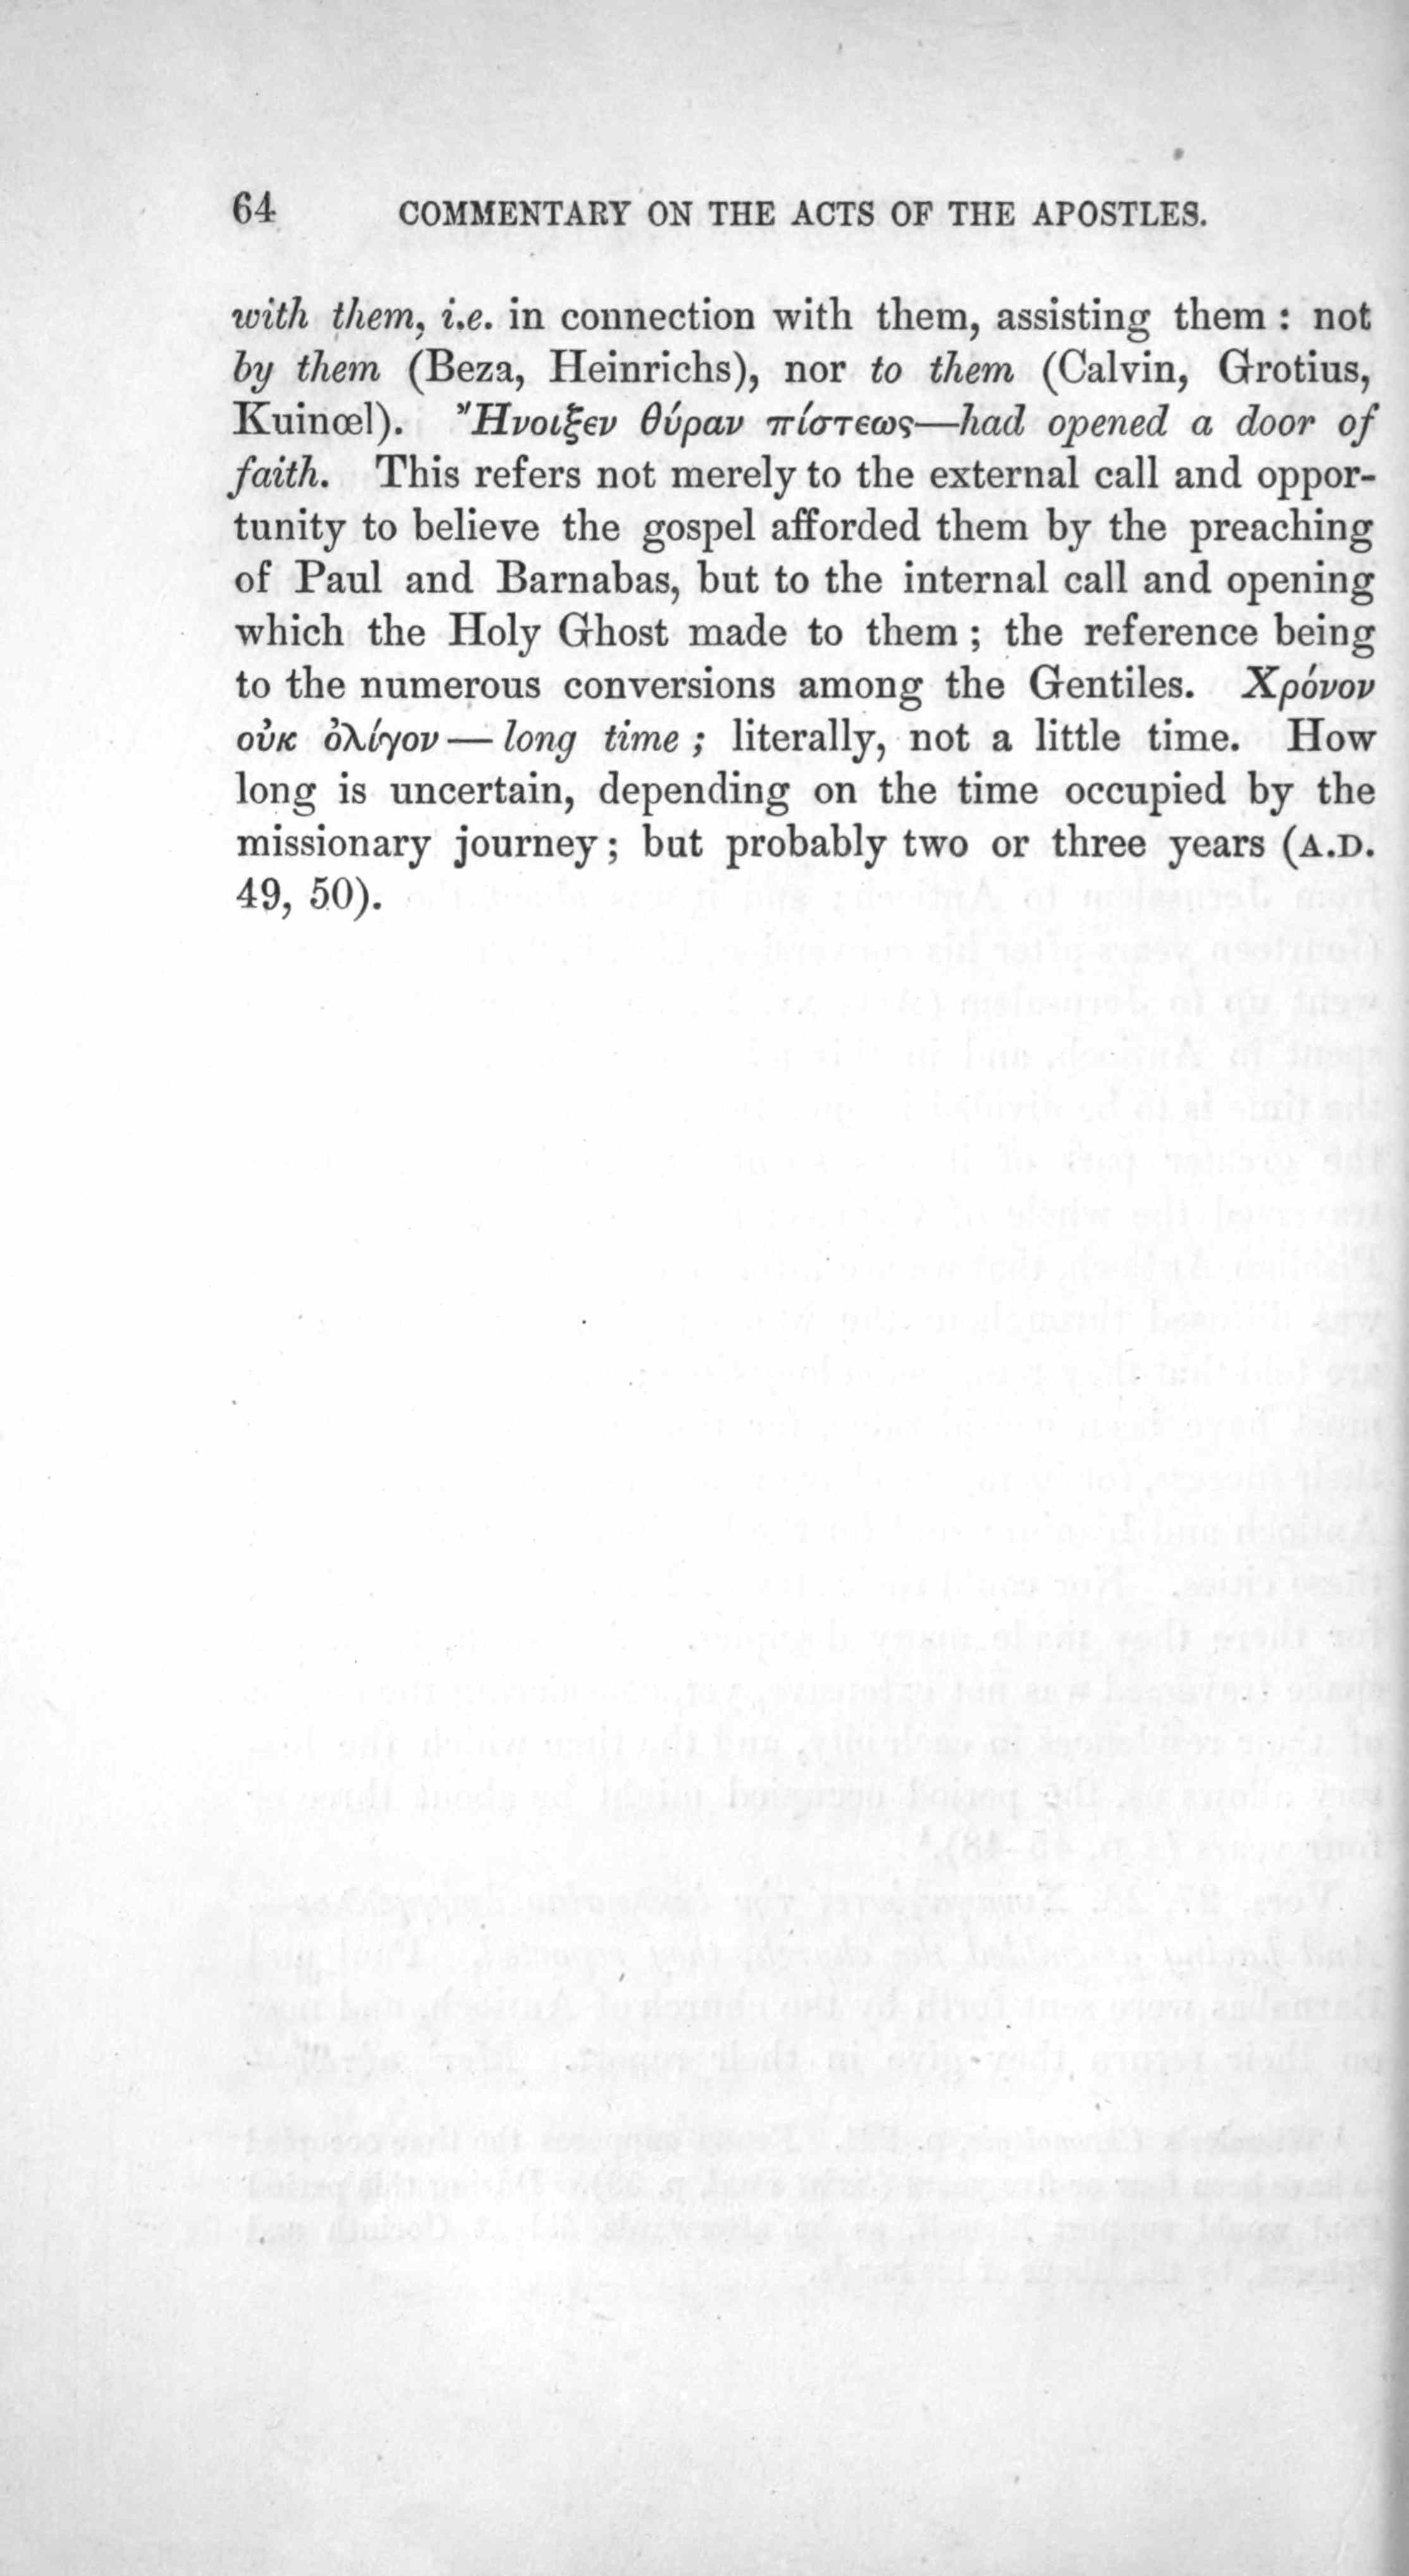 64 COMMENTARY ON THE ACTS OF THE APOSTLES.
with them, i.e. in connection with them, assisting them : not
by them (Beza, Heinrichs), nor to them (Calvin, Grotius,
Kuinœl). Ἤνοιξεν θύραν πίστεως—had opened a door of
faith. This refers not merely to the external call and oppor-
tunity to believe the gospel afforded them by the preaching
of Paul and Barnabas, but to the internal call and opening
which the Holy Ghost made to them ; the reference being
to the numerous conversions among the Gentiles. Χρόνον
οὐκ ὀλίγον — long time ; literally, not a little time. How
long is uncertain, depending on the time occupied by the
missionary journey ; but probably two or three years (A.D.
49, 50).